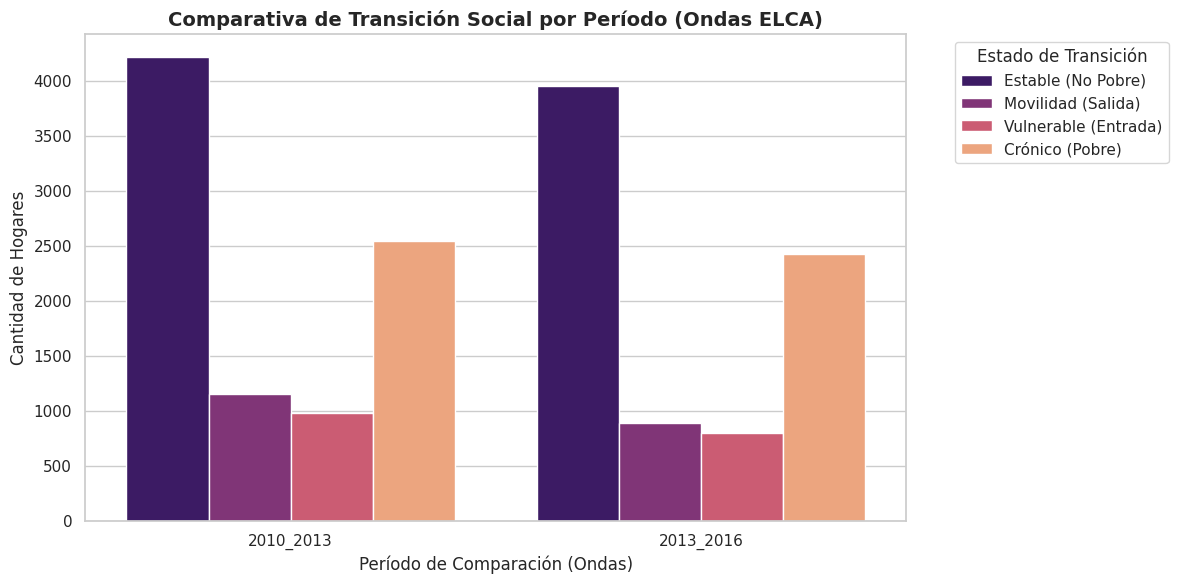 Comparativa de Transición Social por Período (Ondas ELCA)
Estado de Transición
Estable (No Pobre)
Movilidad (Salida)
Vulnerable (Entrada)
Crónico (Pobre)
Cantidad de Hogares
4000
3500
3000
2500
2000
1500
1000
500
0
2010_2013
2013_2016
Período de Comparación (Ondas)